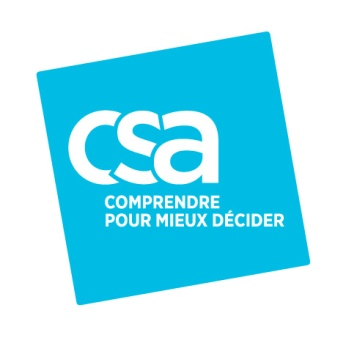 csa
COMPRENDRE
POUR MIEUX DÉCIDER